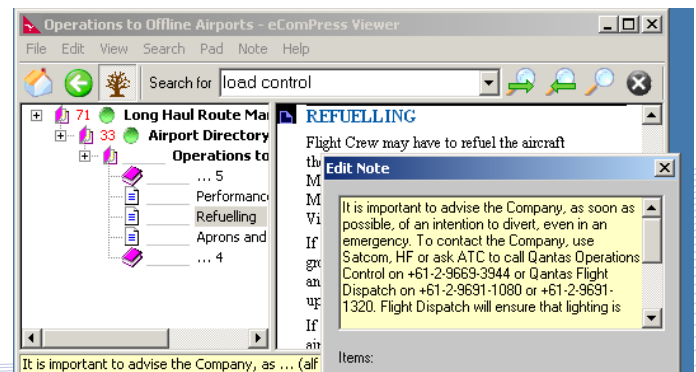 Operations to Offline Airports - eComPress Viewer
File Edit View Search Pad Note Help
Search for load control
71 Long Haul Route
33 Airport Directory
Operations to
... 5
Performance
Refuelling
Aprons and
... 4
REFUELLING
Flight Crew may have to refuel the aircraft
If
If
Edit Note
It is important to advise the Company, as soon as
possible, of an intention to divert, even in an
emergency. To contact the Company, use
Satcom, HF or ask ATC to call Qantas Operations
Control on +61-2-9669-3944 or Qantas Flight
Dispatch on +61-2-9691-1080 or +61-2-9691-
1320. Flight Dispatch will ensure that lighting is
Items:
It is important to advise the Company, as ... (alf